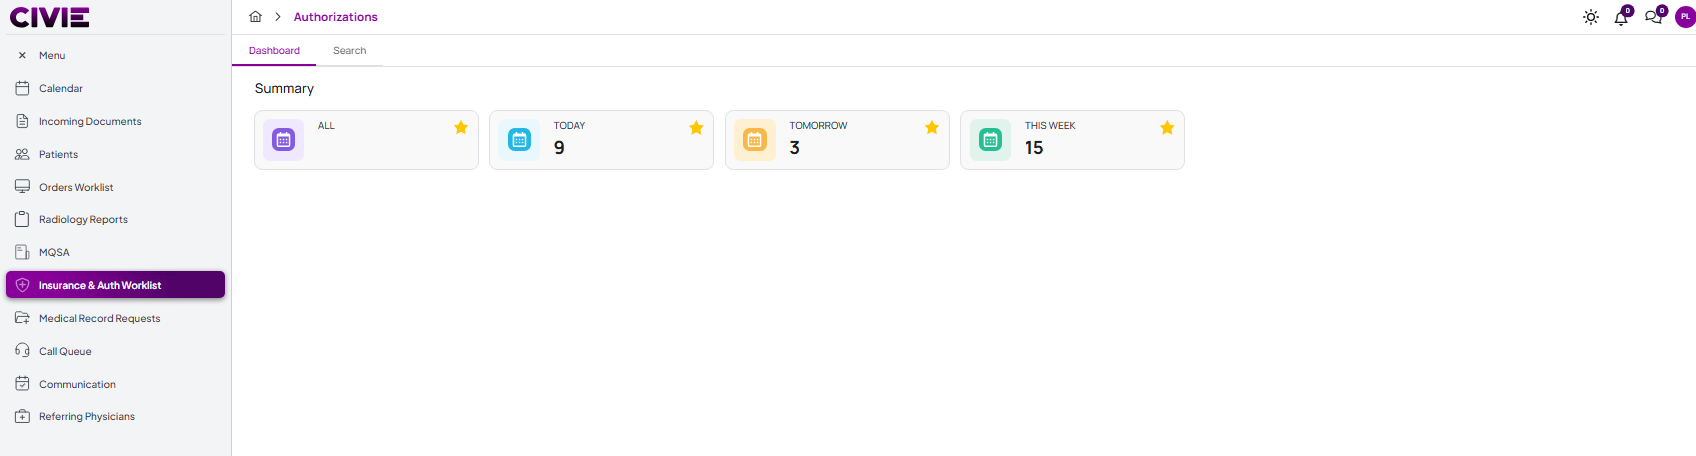 CIVIE
Authorizations
0
0
PL
Menu
Calendar
Incoming Documents
Patients
Orders Worklist
Radiology Reports
MQSA
Insurance & Auth Worklist
Medical Record Requests
Call Queue
Communication
Referring Physicians
Dashboard
Search
Summary
ALL
TODAY
9
TOMORROW
3
THIS WEEK
15